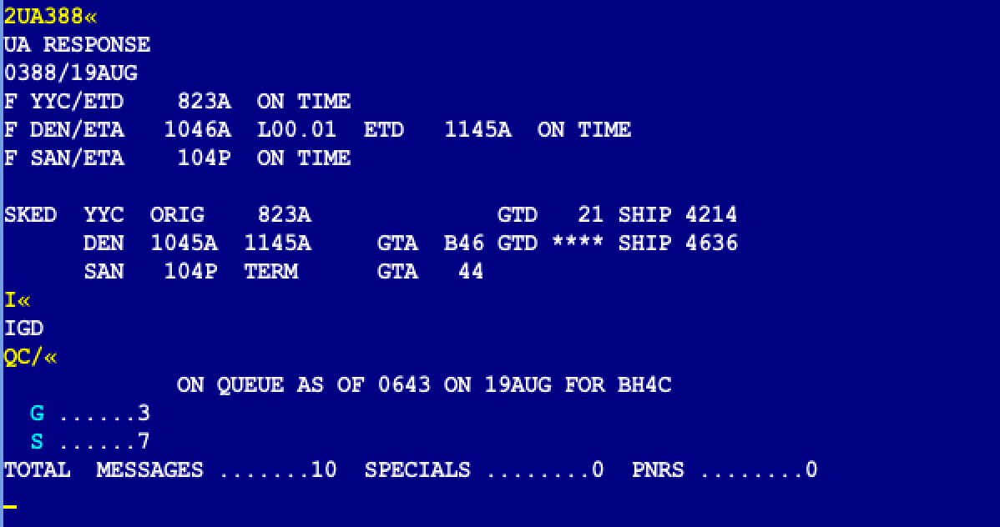 2UA388«
UA RESPONSE
0388/19AUG
F YYC/ETD    823A  ON TIME
F DEN/ETA   1046A  L00.01  ETD   1145A  ON TIME
F SAN/ETA    104P  ON TIME
SKED  YYC  ORIG    823A              GTD   21 SHIP 4214
      DEN  1045A  1145A     GTA  B46 GTD **** SHIP 4636
      SAN   104P  TERM      GTA   44
I«
IGD
QC/«
             ON QUEUE AS OF 0643 ON 19AUG FOR BH4C
  G ......3
  S ......7
TOTAL  MESSAGES .......10  SPECIALS ........0  PNRS ........0